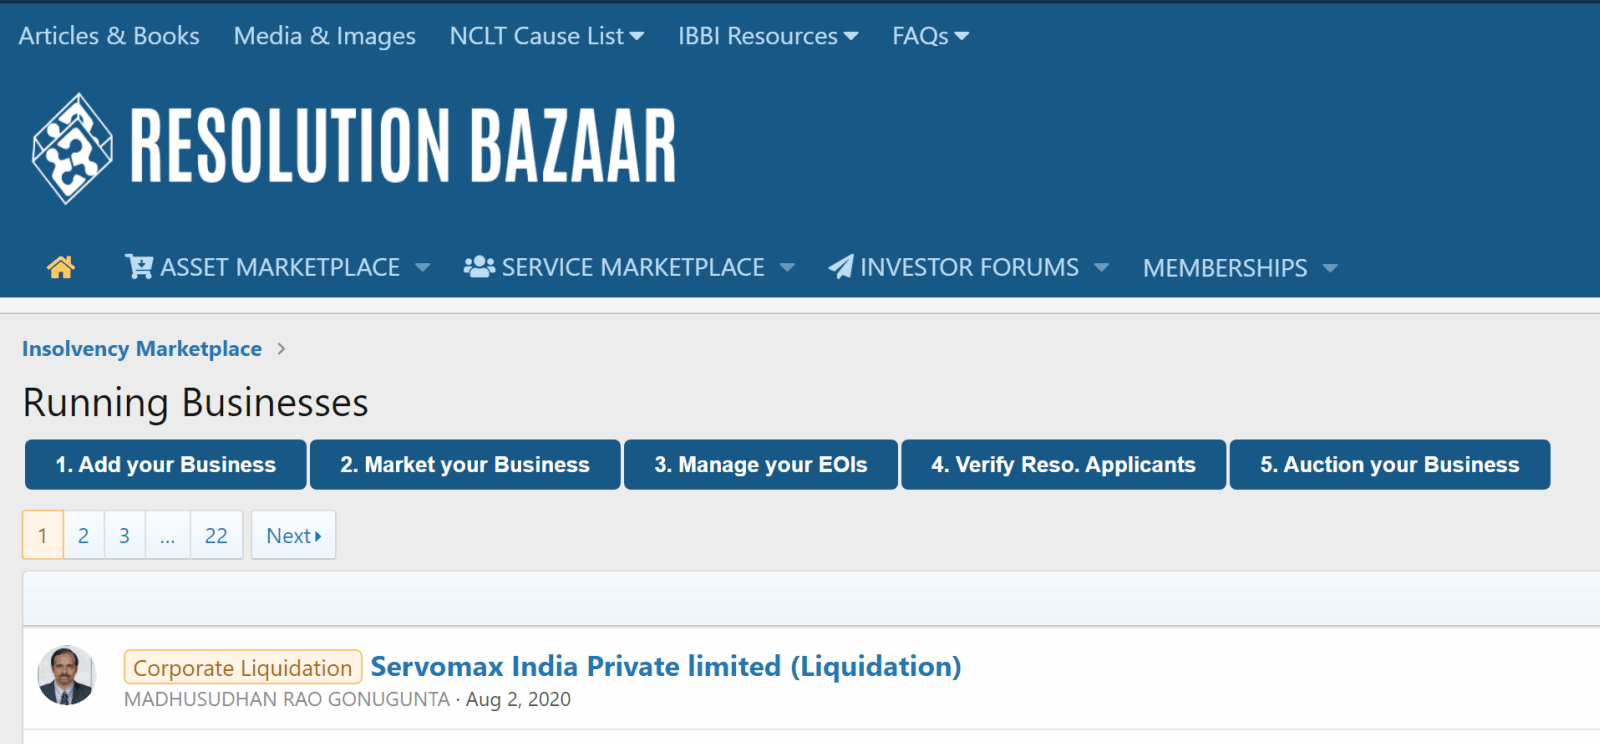 Articles & Books Media & Images NCLT Cause List IBBI Resources FAQs
RESOLUTION BAZAAR
ASSET MARKETPLACE SERVICE MARKETPLACE INVESTOR FORUMS MEMBERSHIPS
Insolvency Marketplace
Running Businesses
1. Add your Business 2. Market your Business 3. Manage your EOIs 4. Verify Reso. Applicants 5. Auction your Business
1 2 3 ... 22 Next
Corporate Liquidation Servomax India Private limited (Liquidation)
MADHUSUDHAN RAO GONUGUNTA · Aug 2, 2020